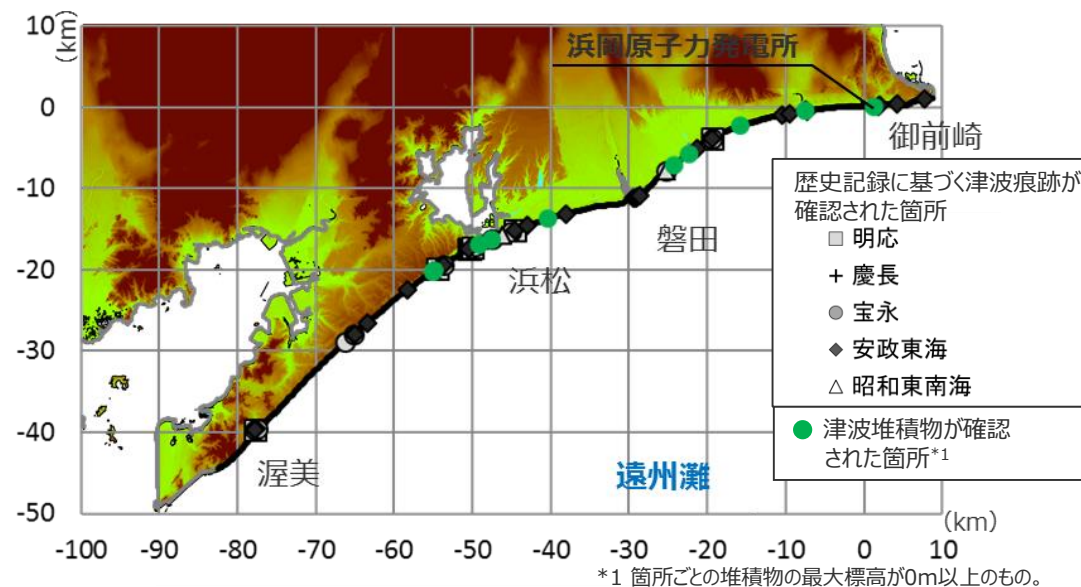 10
(km)
0
-10
-20
-30
-40
-50
浜岡原子力発電所
御前崎
磐田
浜松
渥美
遠州灘
歴史記録に基づく津波痕跡が
確認された箇所
□ 明応
+ 慶長
● 宝永
◆ 安政東海
△ 昭和東南海
● 津波堆積物が確認
された箇所*1
(km)
-100 -90 -80 -70 -60 -50 -40 -30 -20 -10 0 10
*1 箇所ごとの堆積物の最大標高が0m以上のもの。